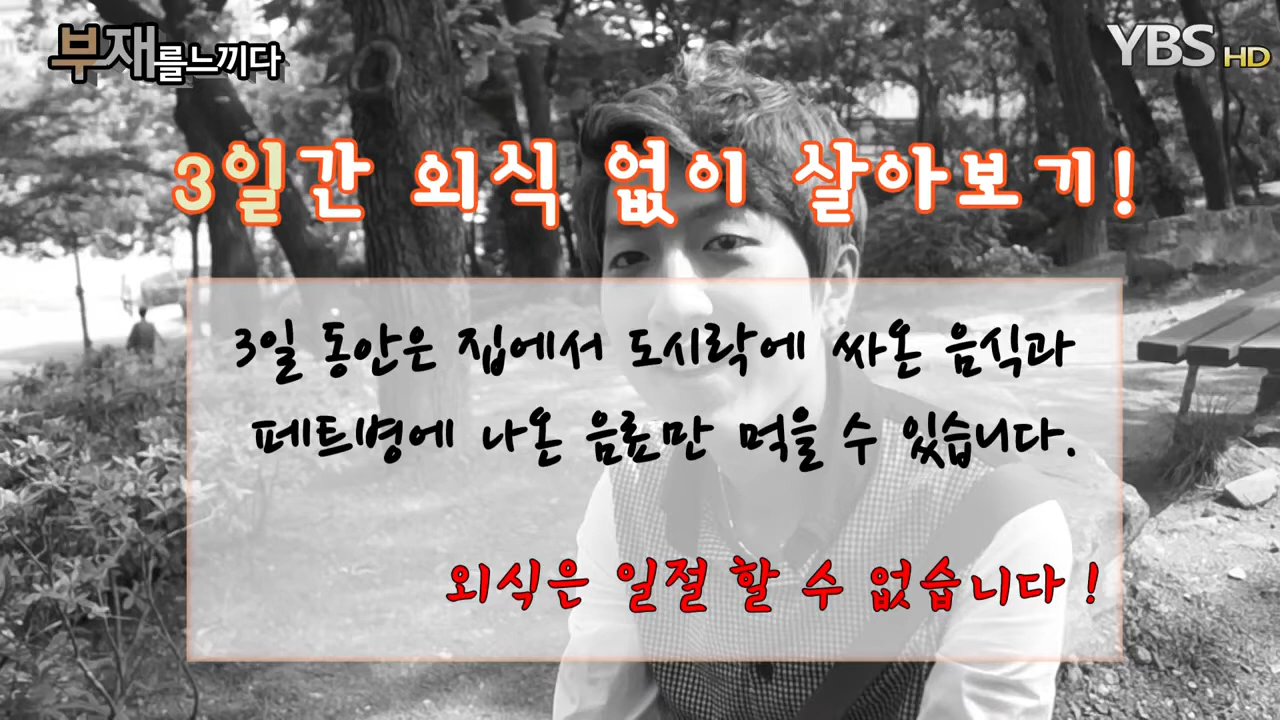 부재를느끼다
YBS HD
3일간 외식 없이 살아보기!
3일 동안은 집에서 도시락에 싸온 음식과
페트병에 나온 음료만 먹을 수 있습니다.
외식은 일절 할 수 없습니다!